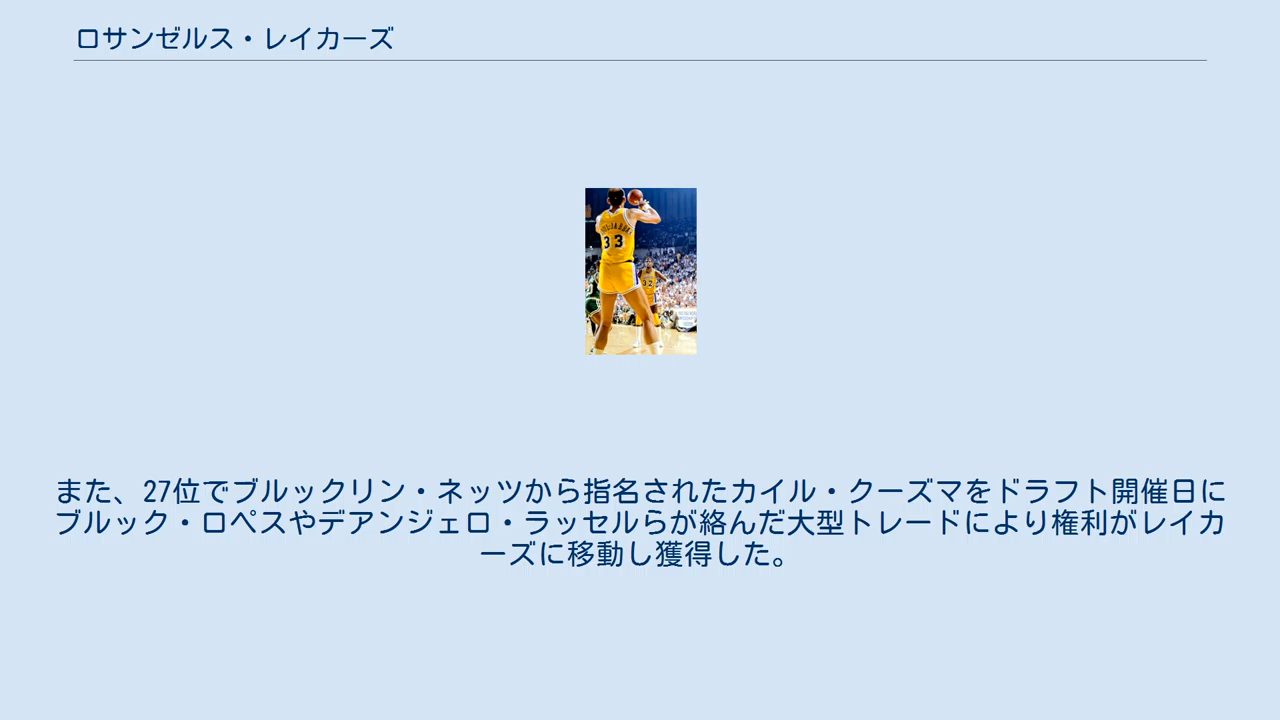 ロサンゼルス・レイカーズ
33
32
また、27位でブルックリン・ネッツから指名されたカイル・クーズマをドラフト開催日に
ブルック・ロペスやデアンジェロ・ラッセルらが絡んだ大型トレードにより権利がレイカ
ーズに移動し獲得した。